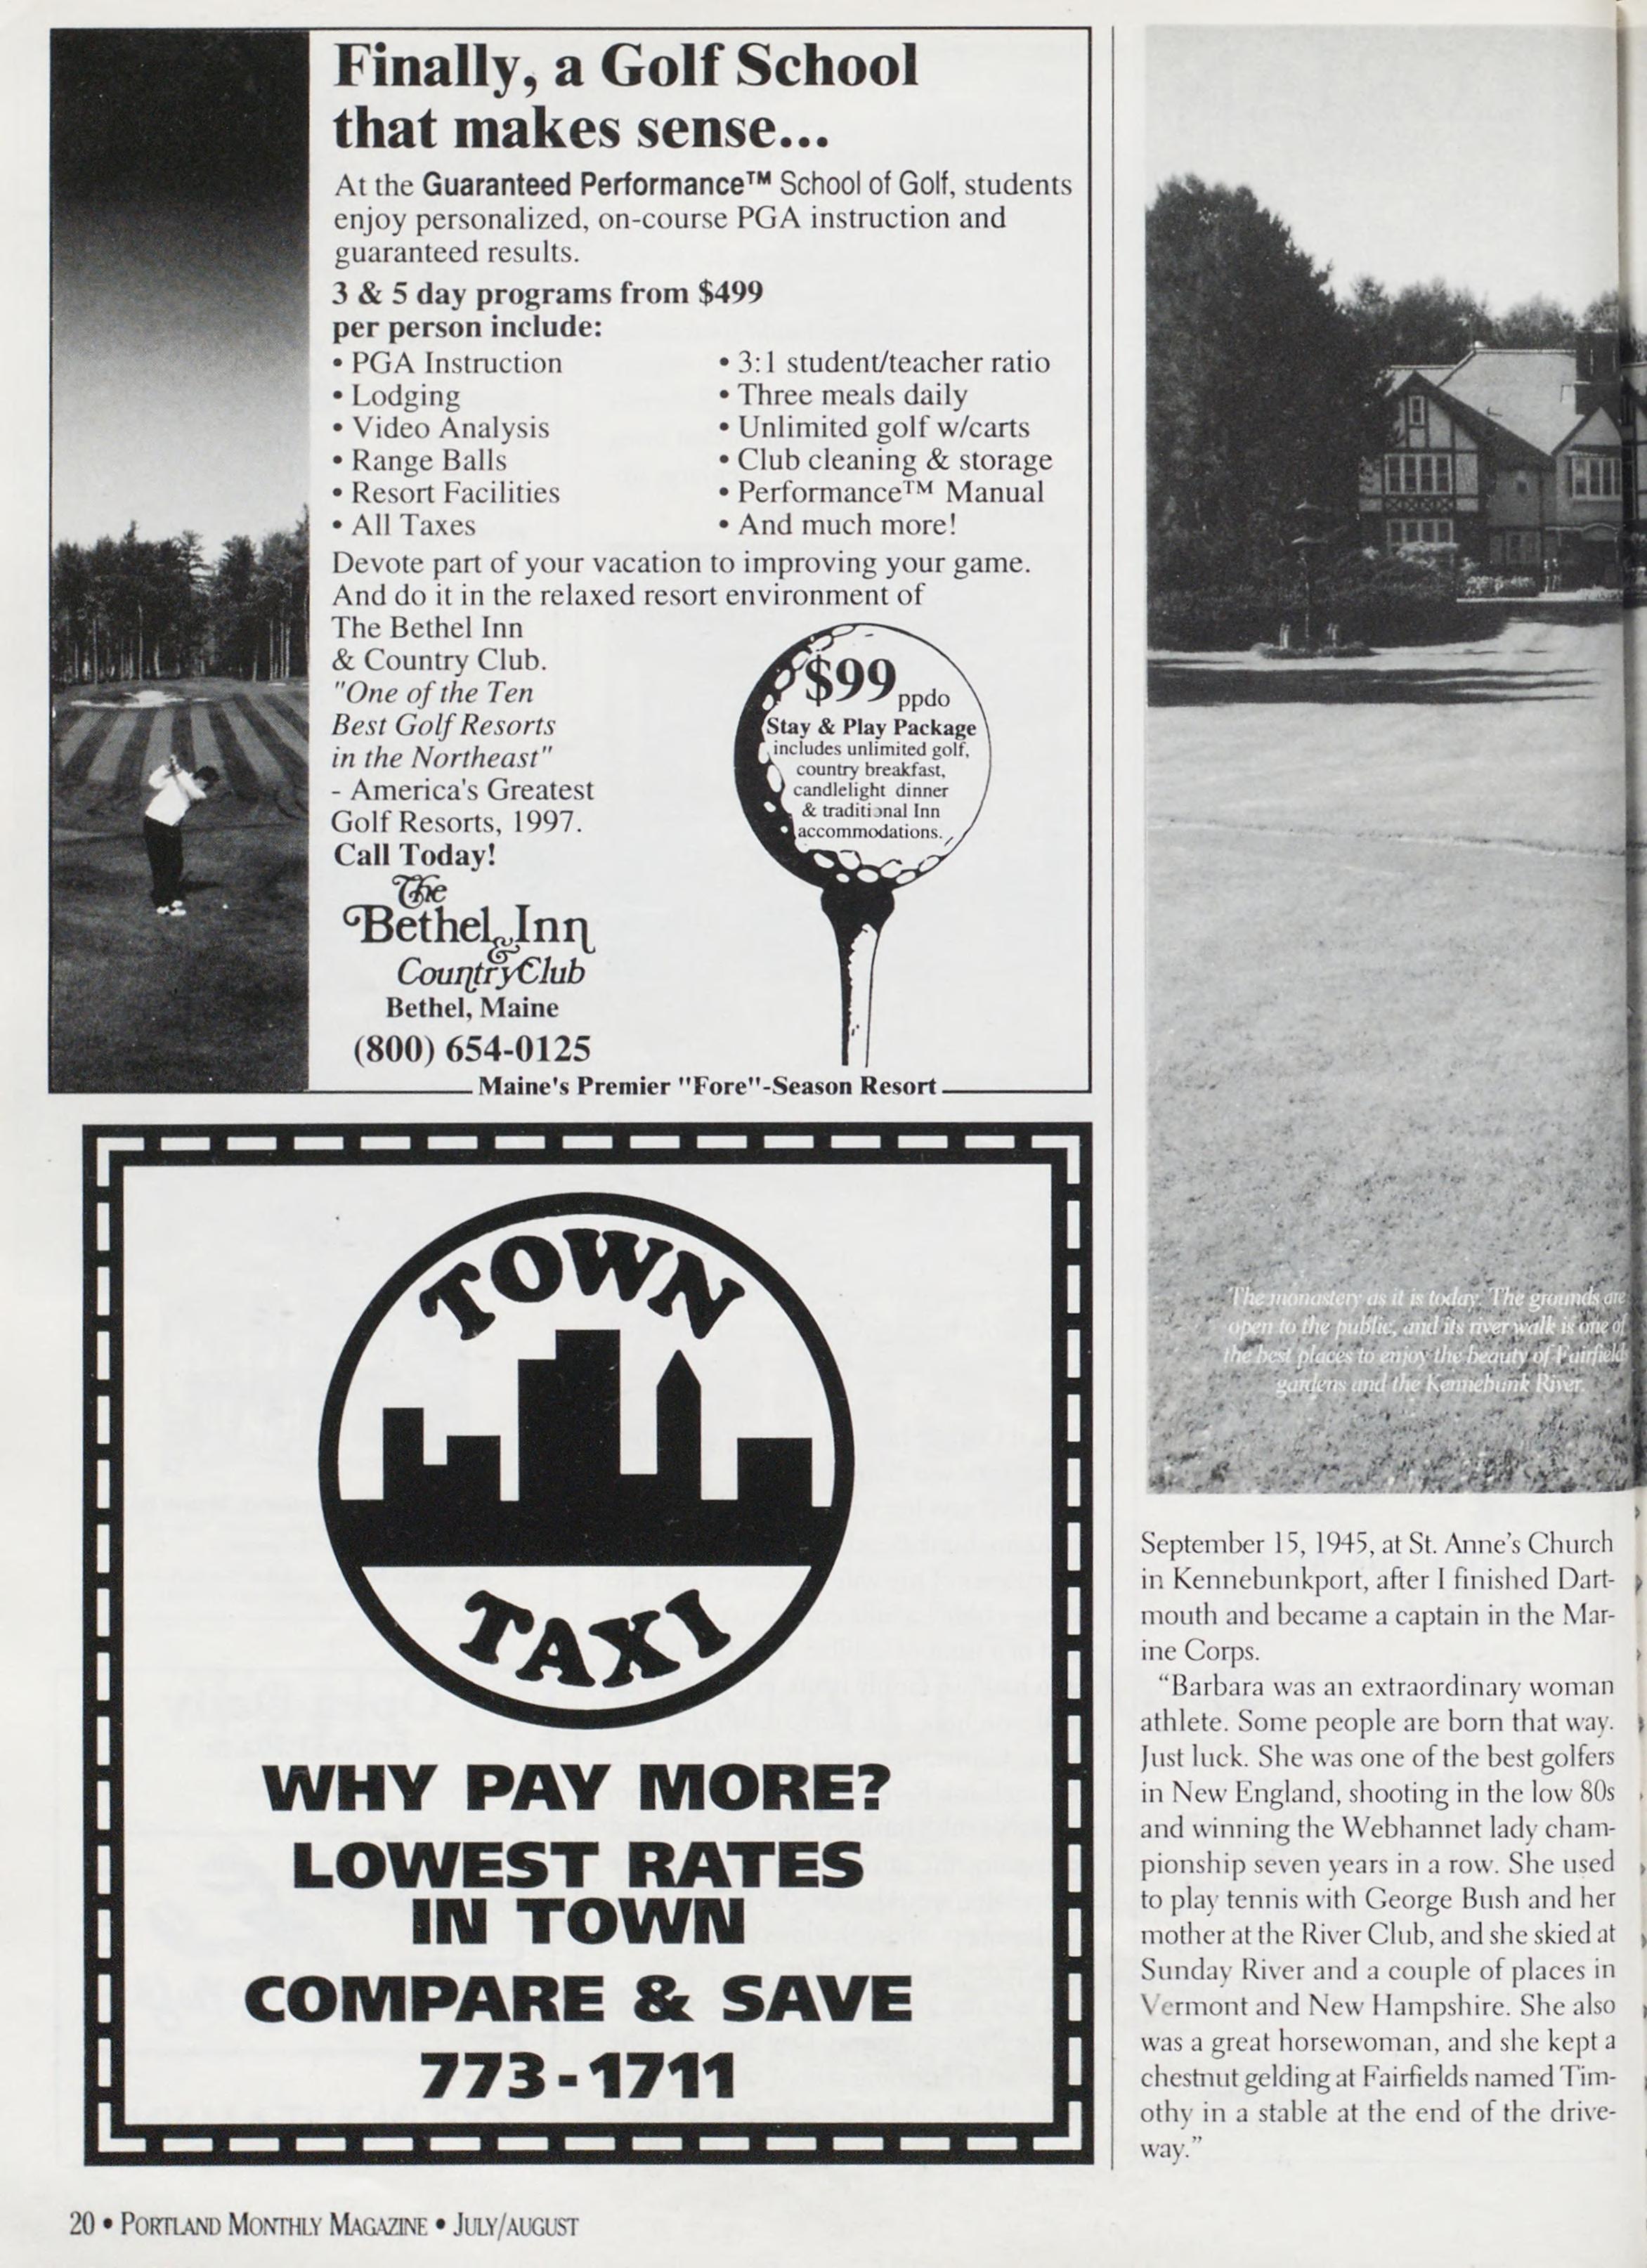 Finally, a Golf School
that makes sense...
At the Guaranteed Performance™ School of Golf, students
enjoy personalized, on-course PGA instruction and
guaranteed results.
3 & 5 day programs from $499
per person include:
• PGA Instruction
• Lodging
• Video Analysis
• Range Balls
• Resort Facilities
• All Taxes
• 3:1 student/teacher ratio
• Three meals daily
• Unlimited golf w/carts
• Club cleaning & storage
• Performance™ Manual
• And much more!
Devote part of your vacation to improving your game.
And do it in the relaxed resort environment of
The Bethel Inn
& Country Club.
"One of the Ten
Best Golf Resorts
in the Northeast"
- America's Greatest
Golf Resorts, 1997.
Call Today!
The
Bethel Inn
&
Country Club
Bethel, Maine
(800) 654-0125
$99 ppdo
Stay & Play Package
includes unlimited golf,
country breakfast,
candlelight dinner
& traditional Inn
accommodations.
Maine's Premier "Fore"-Season Resort
TOWN
TAXI
WHY PAY MORE?
LOWEST RATES
IN TOWN
COMPARE & SAVE
773-1711
The monastery as it is today. The grounds are
open to the public, and its river walk is one of
the best places to enjoy the beauty of Fairfield
gardens and the Kennebunk River.
September 15, 1945, at St. Anne's Church
in Kennebunkport, after I finished Dart-
mouth and became a captain in the Mar-
ine Corps.
"Barbara was an extraordinary woman
athlete. Some people are born that way.
Just luck. She was one of the best golfers
in New England, shooting in the low 80s
and winning the Webhannet lady cham-
pionship seven years in a row. She used
to play tennis with George Bush and her
mother at the River Club, and she skied at
Sunday River and a couple of places in
Vermont and New Hampshire. She also
was a great horsewoman, and she kept a
chestnut gelding at Fairfields named Tim-
othy in a stable at the end of the drive-
way."
20 • PORTLAND MONTHLY MAGAZINE • JULY/AUGUST